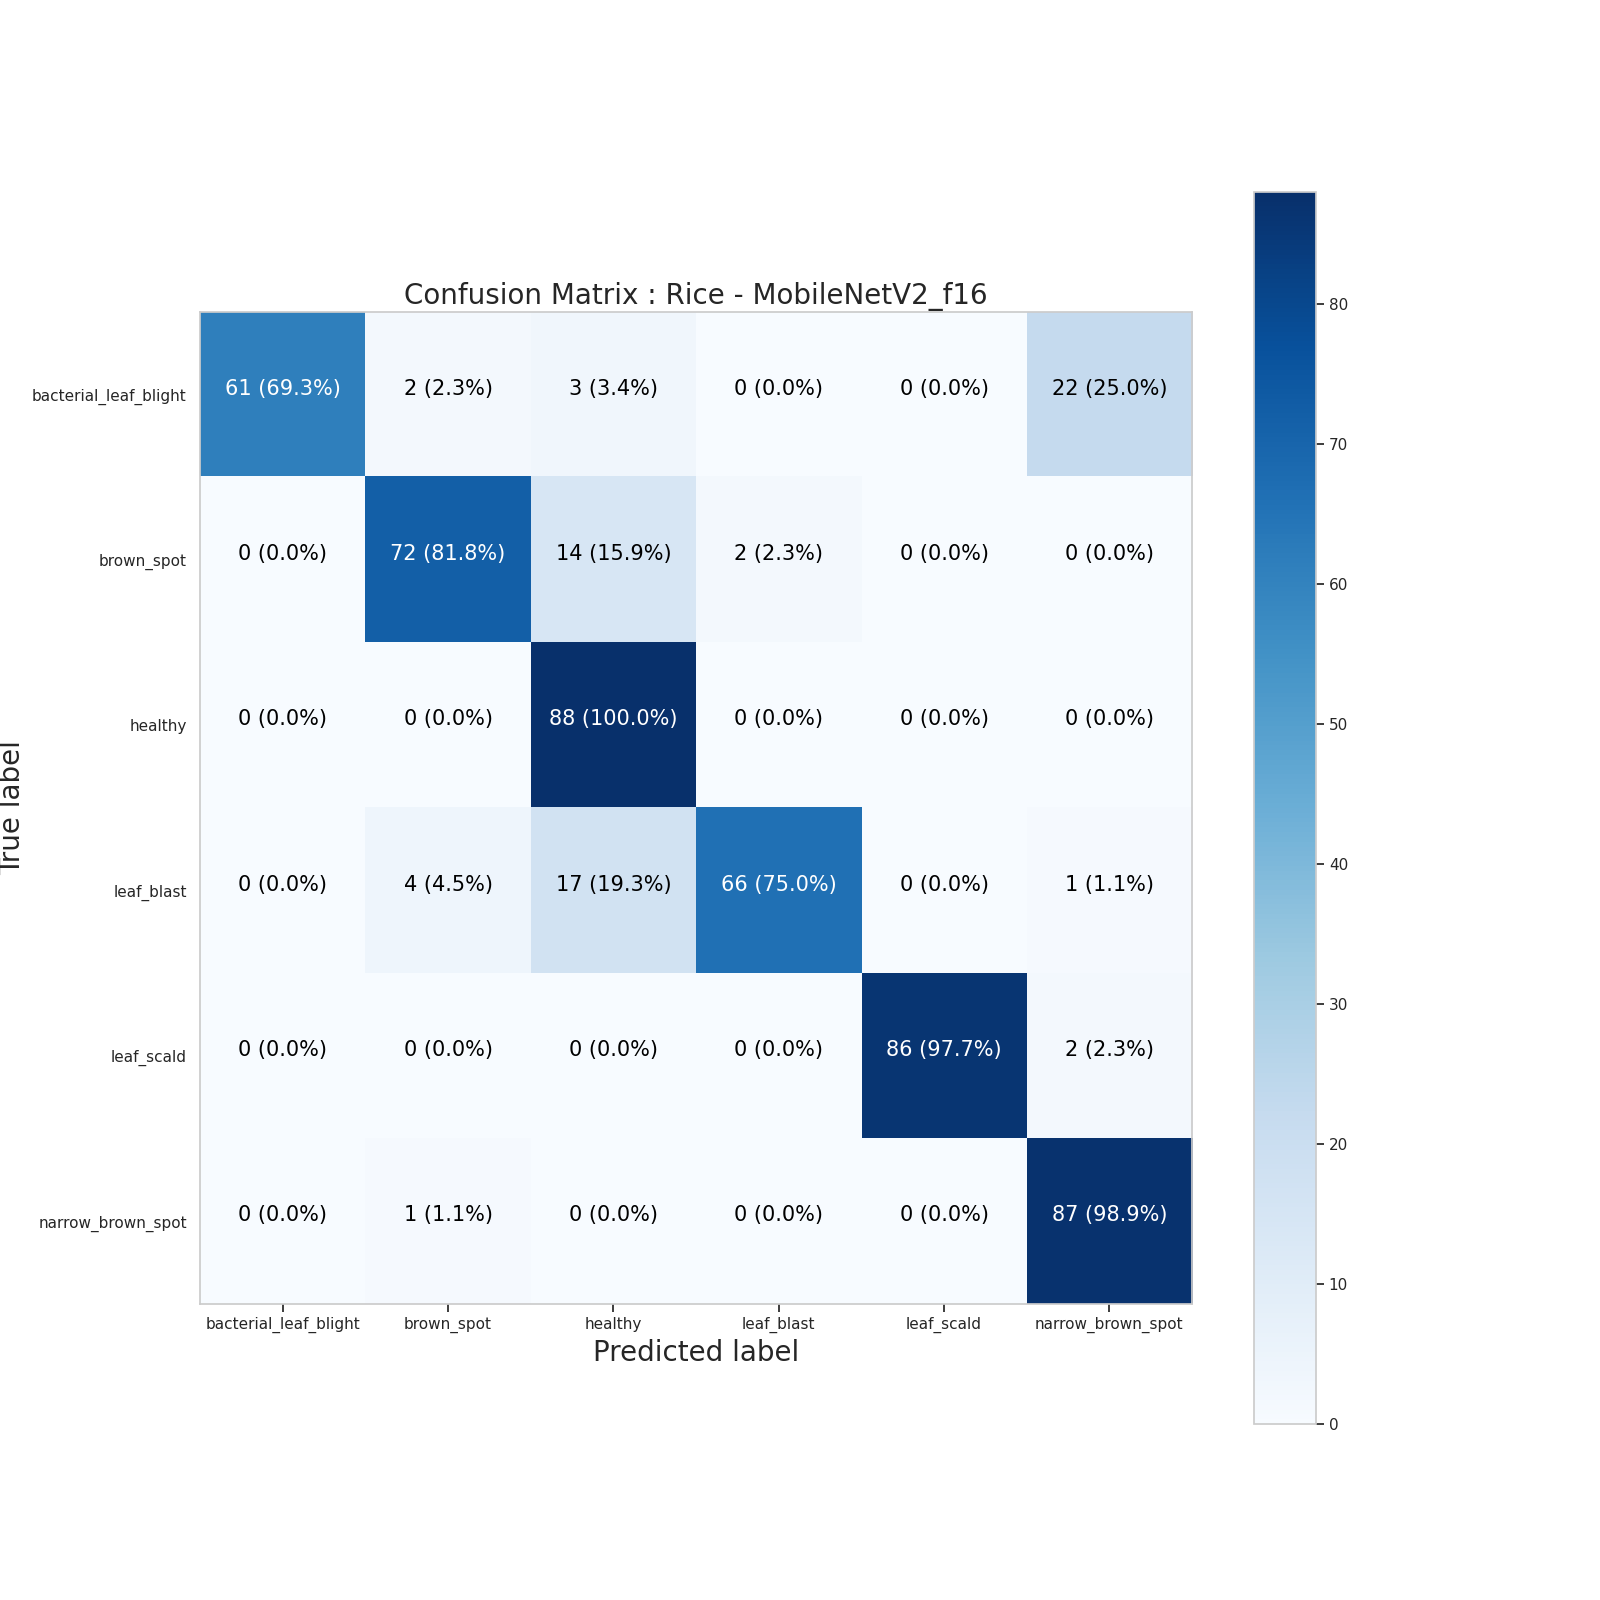 Confusion Matrix : Rice - MobileNetV2_f16
bacterial_leaf_blight 61 (69.3%) 2 (2.3%) 3 (3.4%) 0 (0.0%) 0 (0.0%) 22 (25.0%)
brown_spot 0 (0.0%) 72 (81.8%) 14 (15.9%) 2 (2.3%) 0 (0.0%) 0 (0.0%)
healthy 0 (0.0%) 0 (0.0%) 88 (100.0%) 0 (0.0%) 0 (0.0%) 0 (0.0%)
leaf_blast 0 (0.0%) 4 (4.5%) 17 (19.3%) 66 (75.0%) 0 (0.0%) 1 (1.1%)
leaf_scald 0 (0.0%) 0 (0.0%) 0 (0.0%) 0 (0.0%) 86 (97.7%) 2 (2.3%)
narrow_brown_spot 0 (0.0%) 1 (1.1%) 0 (0.0%) 0 (0.0%) 0 (0.0%) 87 (98.9%)
bacterial_leaf_blight brown_spot healthy leaf_blast leaf_scald narrow_brown_spot
Predicted label
True label
80
70
60
50
40
30
20
10
0